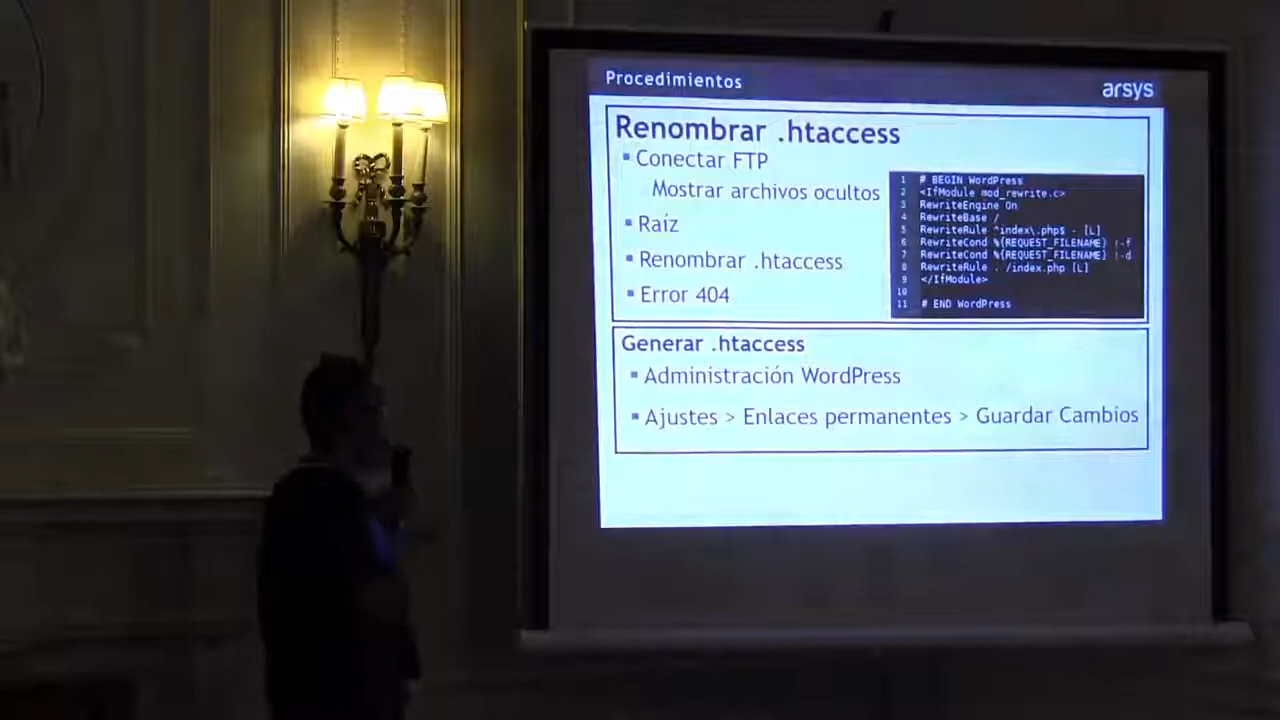 Procedimientos
arsys
Renombrar .htaccess
▪ Conectar FTP
Mostrar archivos ocultos
▪ Raíz
▪ Renombrar .htaccess
▪ Error 404
1 # BEGIN WordPress
2 <IfModule mod_rewrite.c>
3 RewriteEngine On
4 RewriteBase /
5 RewriteRule ^index\.php$ - [L]
6 RewriteCond %{REQUEST_FILENAME} !-f
7 RewriteCond %{REQUEST_FILENAME} !-d
8 RewriteRule . /index.php [L]
9 </IfModule>
10
11 # END WordPress
Generar .htaccess
▪ Administración WordPress
▪ Ajustes > Enlaces permanentes > Guardar Cambios